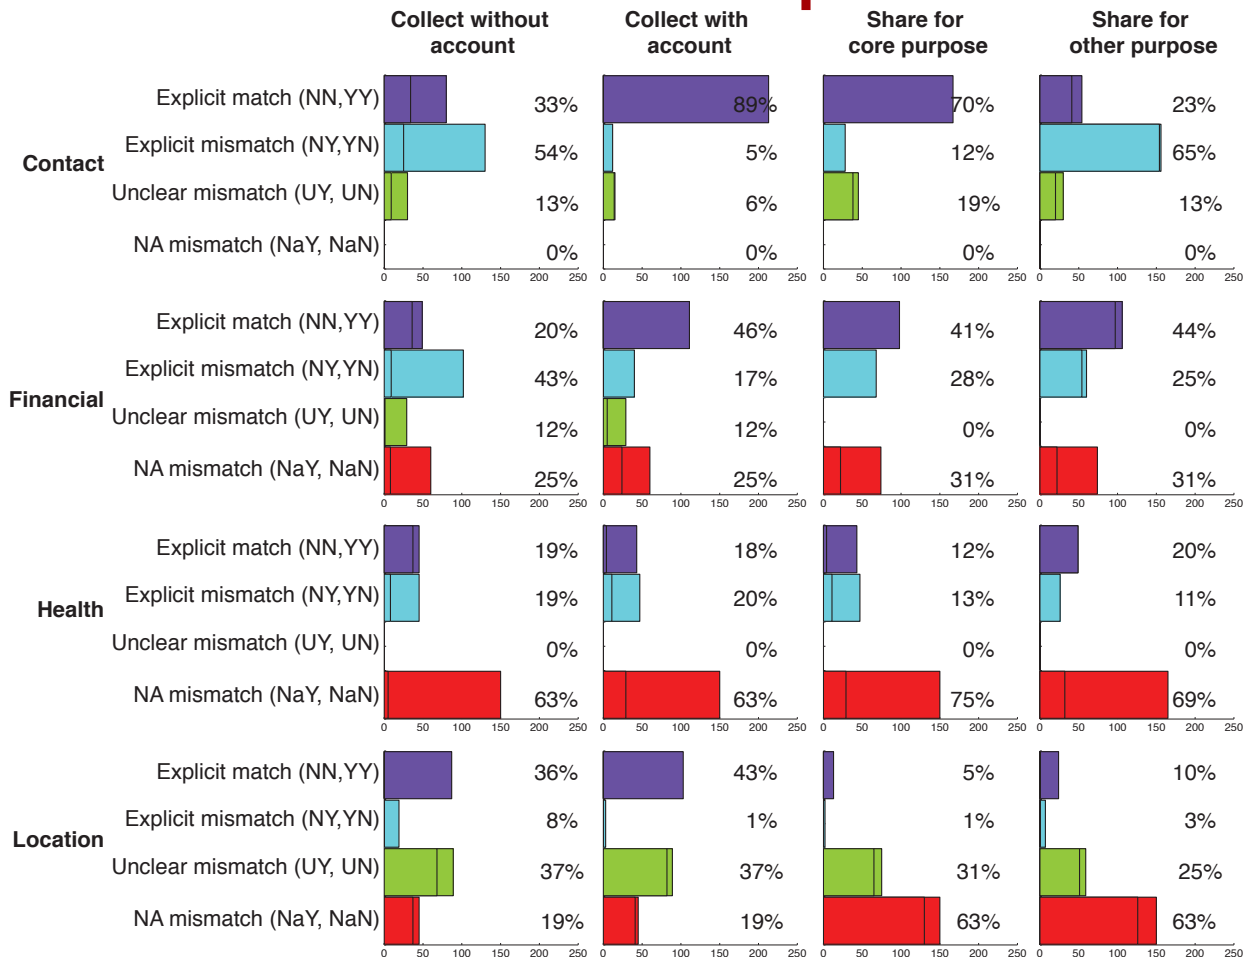 Collect without account
Collect with account
Share for core purpose
Share for other purpose
Contact
Explicit match (NN,YY) 33% 89% 70% 23%
Explicit mismatch (NY,YN) 54% 5% 12% 65%
Unclear mismatch (UY, UN) 13% 6% 19% 13%
NA mismatch (NaY, NaN) 0% 0% 0% 0%
0 50 100 150 200 250 0 50 100 150 200 250 0 50 100 150 200 250 0 50 100 150 200 250
Financial
Explicit match (NN,YY) 20% 46% 41% 44%
Explicit mismatch (NY,YN) 43% 17% 28% 25%
Unclear mismatch (UY, UN) 12% 12% 0% 0%
NA mismatch (NaY, NaN) 25% 25% 31% 31%
0 50 100 150 200 250 0 50 100 150 200 250 0 50 100 150 200 250 0 50 100 150 200 250
Health
Explicit match (NN,YY) 19% 18% 12% 20%
Explicit mismatch (NY,YN) 19% 20% 13% 11%
Unclear mismatch (UY, UN) 0% 0% 0% 0%
NA mismatch (NaY, NaN) 63% 63% 75% 69%
0 50 100 150 200 250 0 50 100 150 200 250 0 50 100 150 200 250 0 50 100 150 200 250
Location
Explicit match (NN,YY) 36% 43% 5% 10%
Explicit mismatch (NY,YN) 8% 1% 1% 3%
Unclear mismatch (UY, UN) 37% 37% 31% 25%
NA mismatch (NaY, NaN) 19% 19% 63% 63%
0 50 100 150 200 250 0 50 100 150 200 250 0 50 100 150 200 250 0 50 100 150 200 250